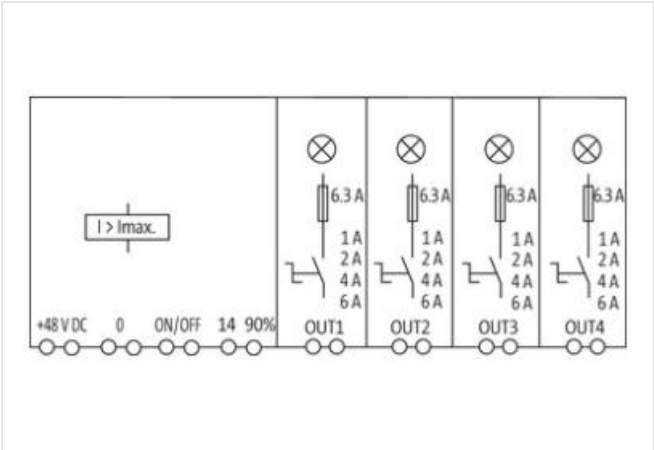 I > Imax.
+48 V DC 0 ON/OFF 14 90%
6.3 A
1 A
2 A
4 A
6 A
OUT1
6.3 A
1 A
2 A
4 A
6 A
OUT2
6.3 A
1 A
2 A
4 A
6 A
OUT3
6.3 A
1 A
2 A
4 A
6 A
OUT4